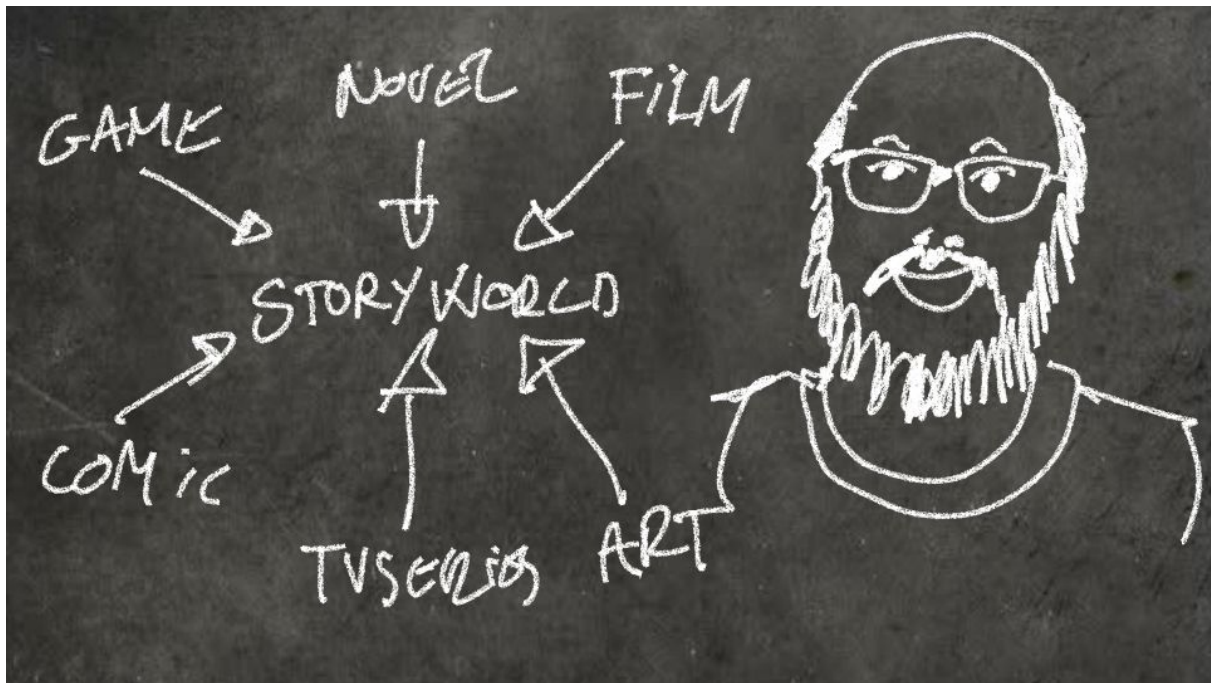 GAME
NOVEL
FILM
STORYWORLD
COMiC
TVSERiES
ART